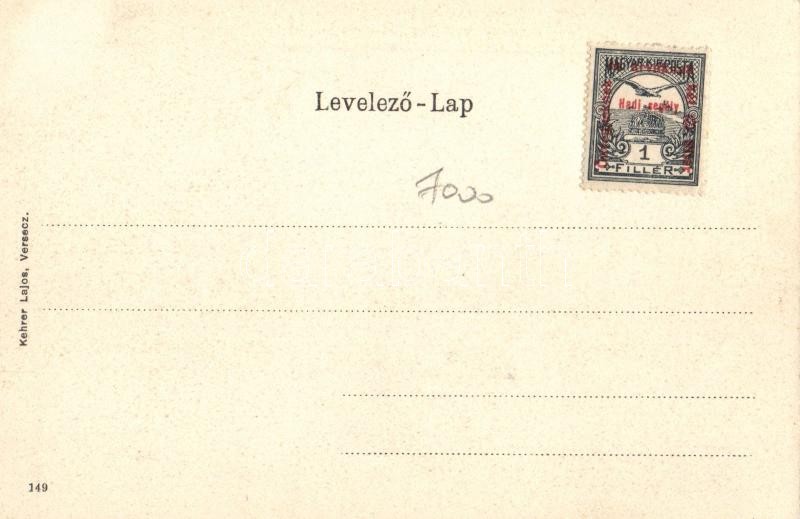 MAGYAR KIR. POSTA
Hadi segély
1
FILLÉR
Levelező-Lap
7000
Kehrer Lajos, Versecz.
149